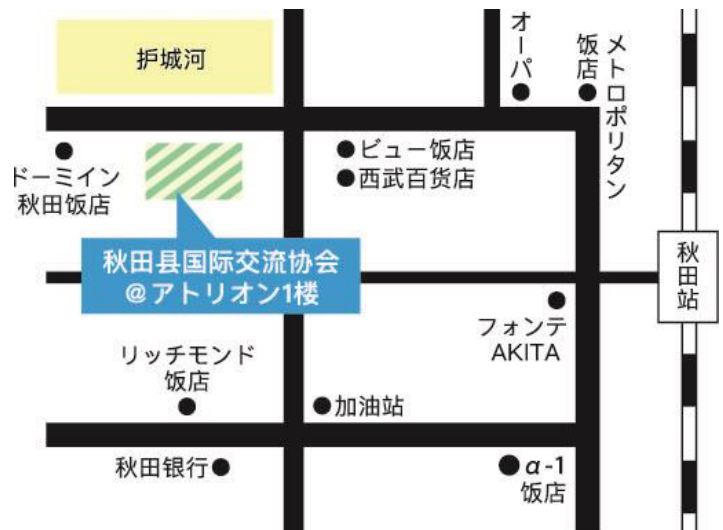 护城河
オーパ
メトロポリタン
饭店
ドーミイン
秋田饭店
ビュー饭店
西武百货店
秋田县国际交流协会
@アトリオン1楼
秋田站
フォンテ
AKITA
リッチモンド
饭店
加油站
秋田银行
α-1
饭店